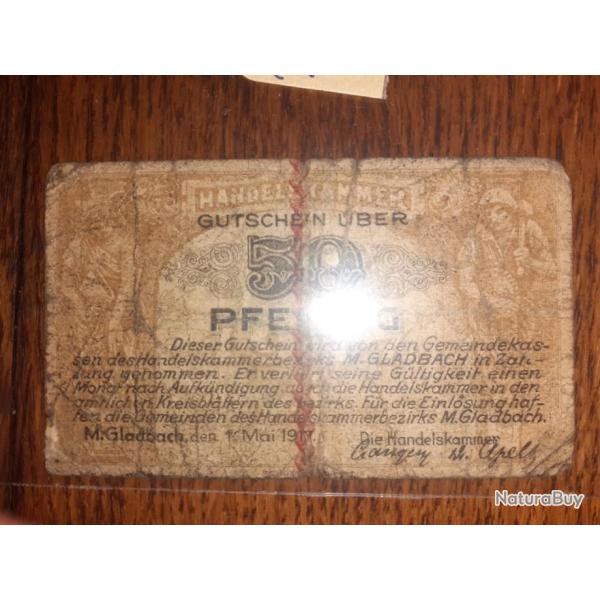 HANDELSKAMMER
GUTSCHEIN ÜBER
50
PFENNIG
Dieser Gutschein wird von den Gemeindekas-
sen des Handelskammerbezirks M.GLADBACH in Zah-
lung genommen. Er verliert seine Gültigkeit einen
Monat nach Aufkündigung durch die Handelskammer in den
amtlichen Kreisblättern des Bezirks. Für die Einlösung haf-
ten die Gemeinden des Handelskammerbezirks M.Gladbach.
M.Gladbach, den 1. Mai 1917. Die Handelskammer
NaturaBuy